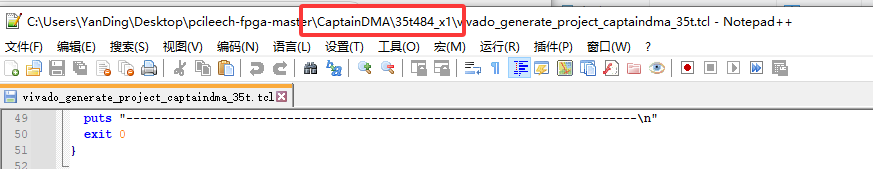 C:\Users\YanDing\Desktop\pcileech-fpga-master\CaptainDMA\35t484_x1\vivado_generate_project_captaindma_35t.tcl - Notepad++
文件(F) 编辑(E) 搜索(S) 视图(V) 编码(N) 语言(L) 设置(T) 工具(O) 宏(M) 运行(R) 插件(P) 窗口(W) ?
vivado_generate_project_captaindma_35t.tcl
49 puts "-------------------------------------------------------------------------\n"
50 exit 0
51 }
52